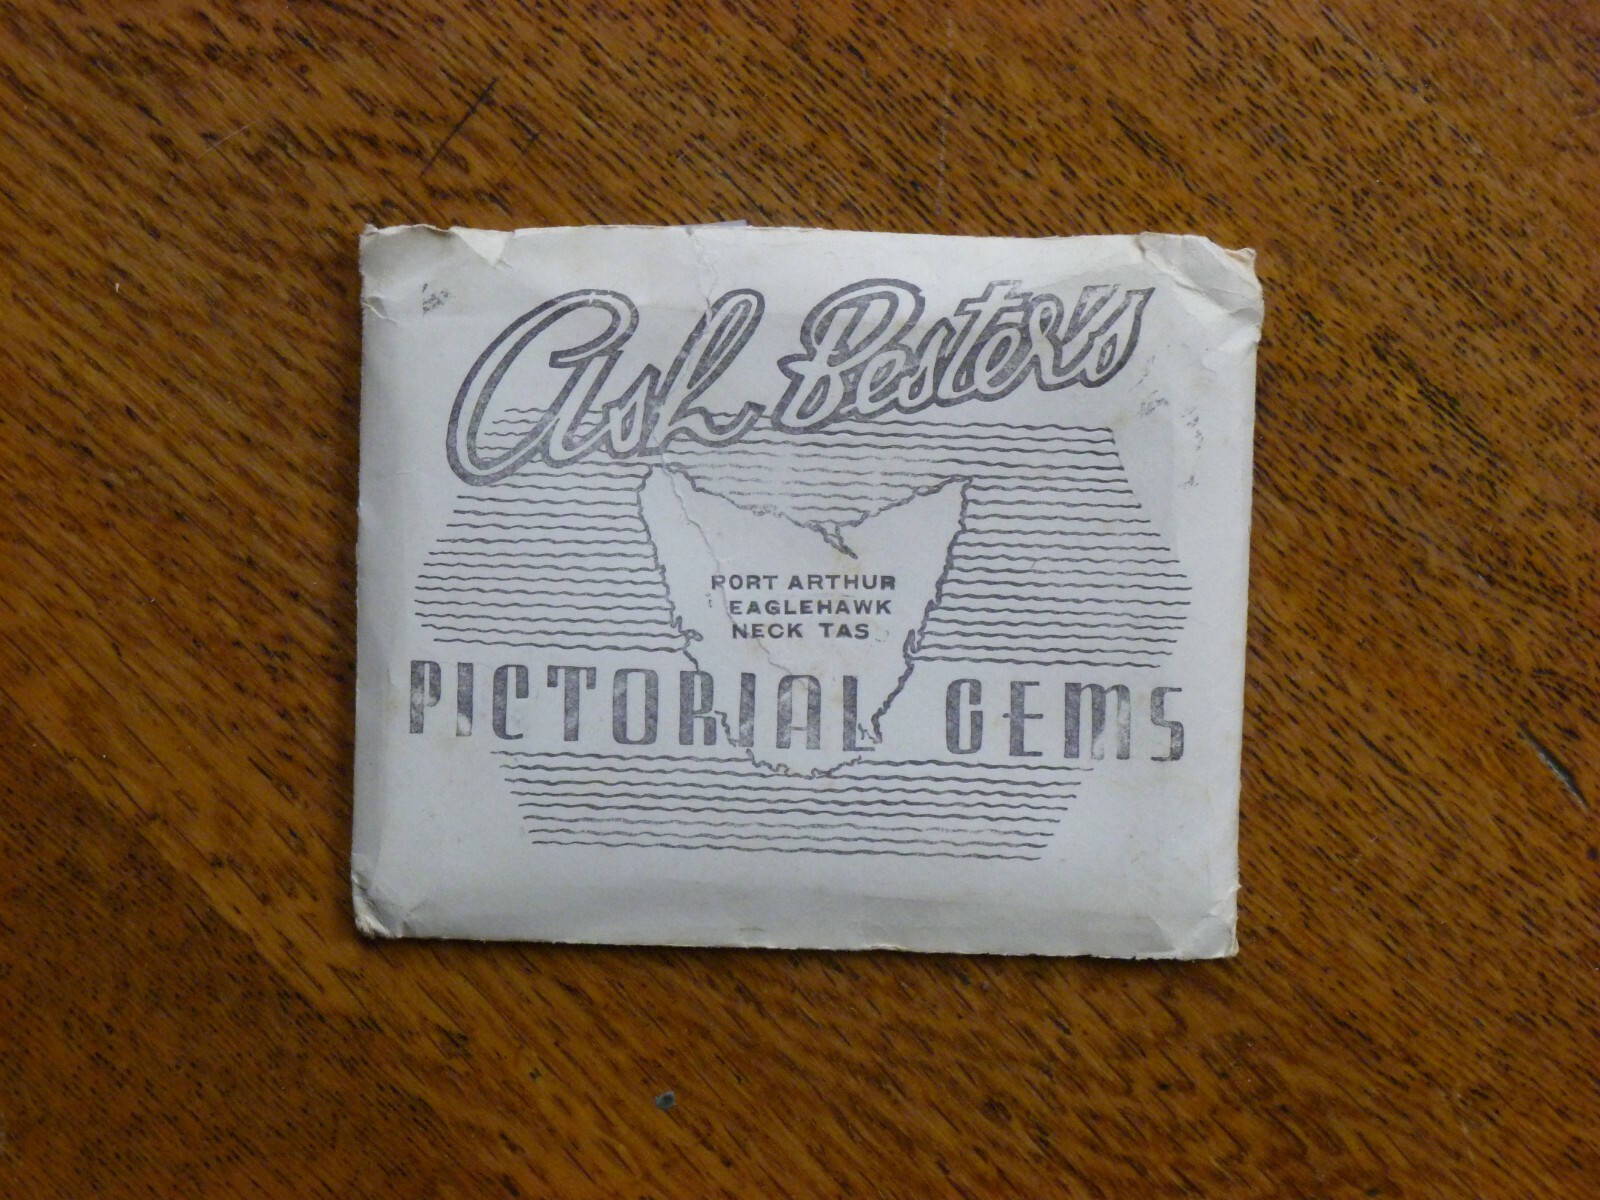 Ash Bester's
PORT ARTHUR
EAGLEHAWK
NECK TAS
PICTORIAL GEMS